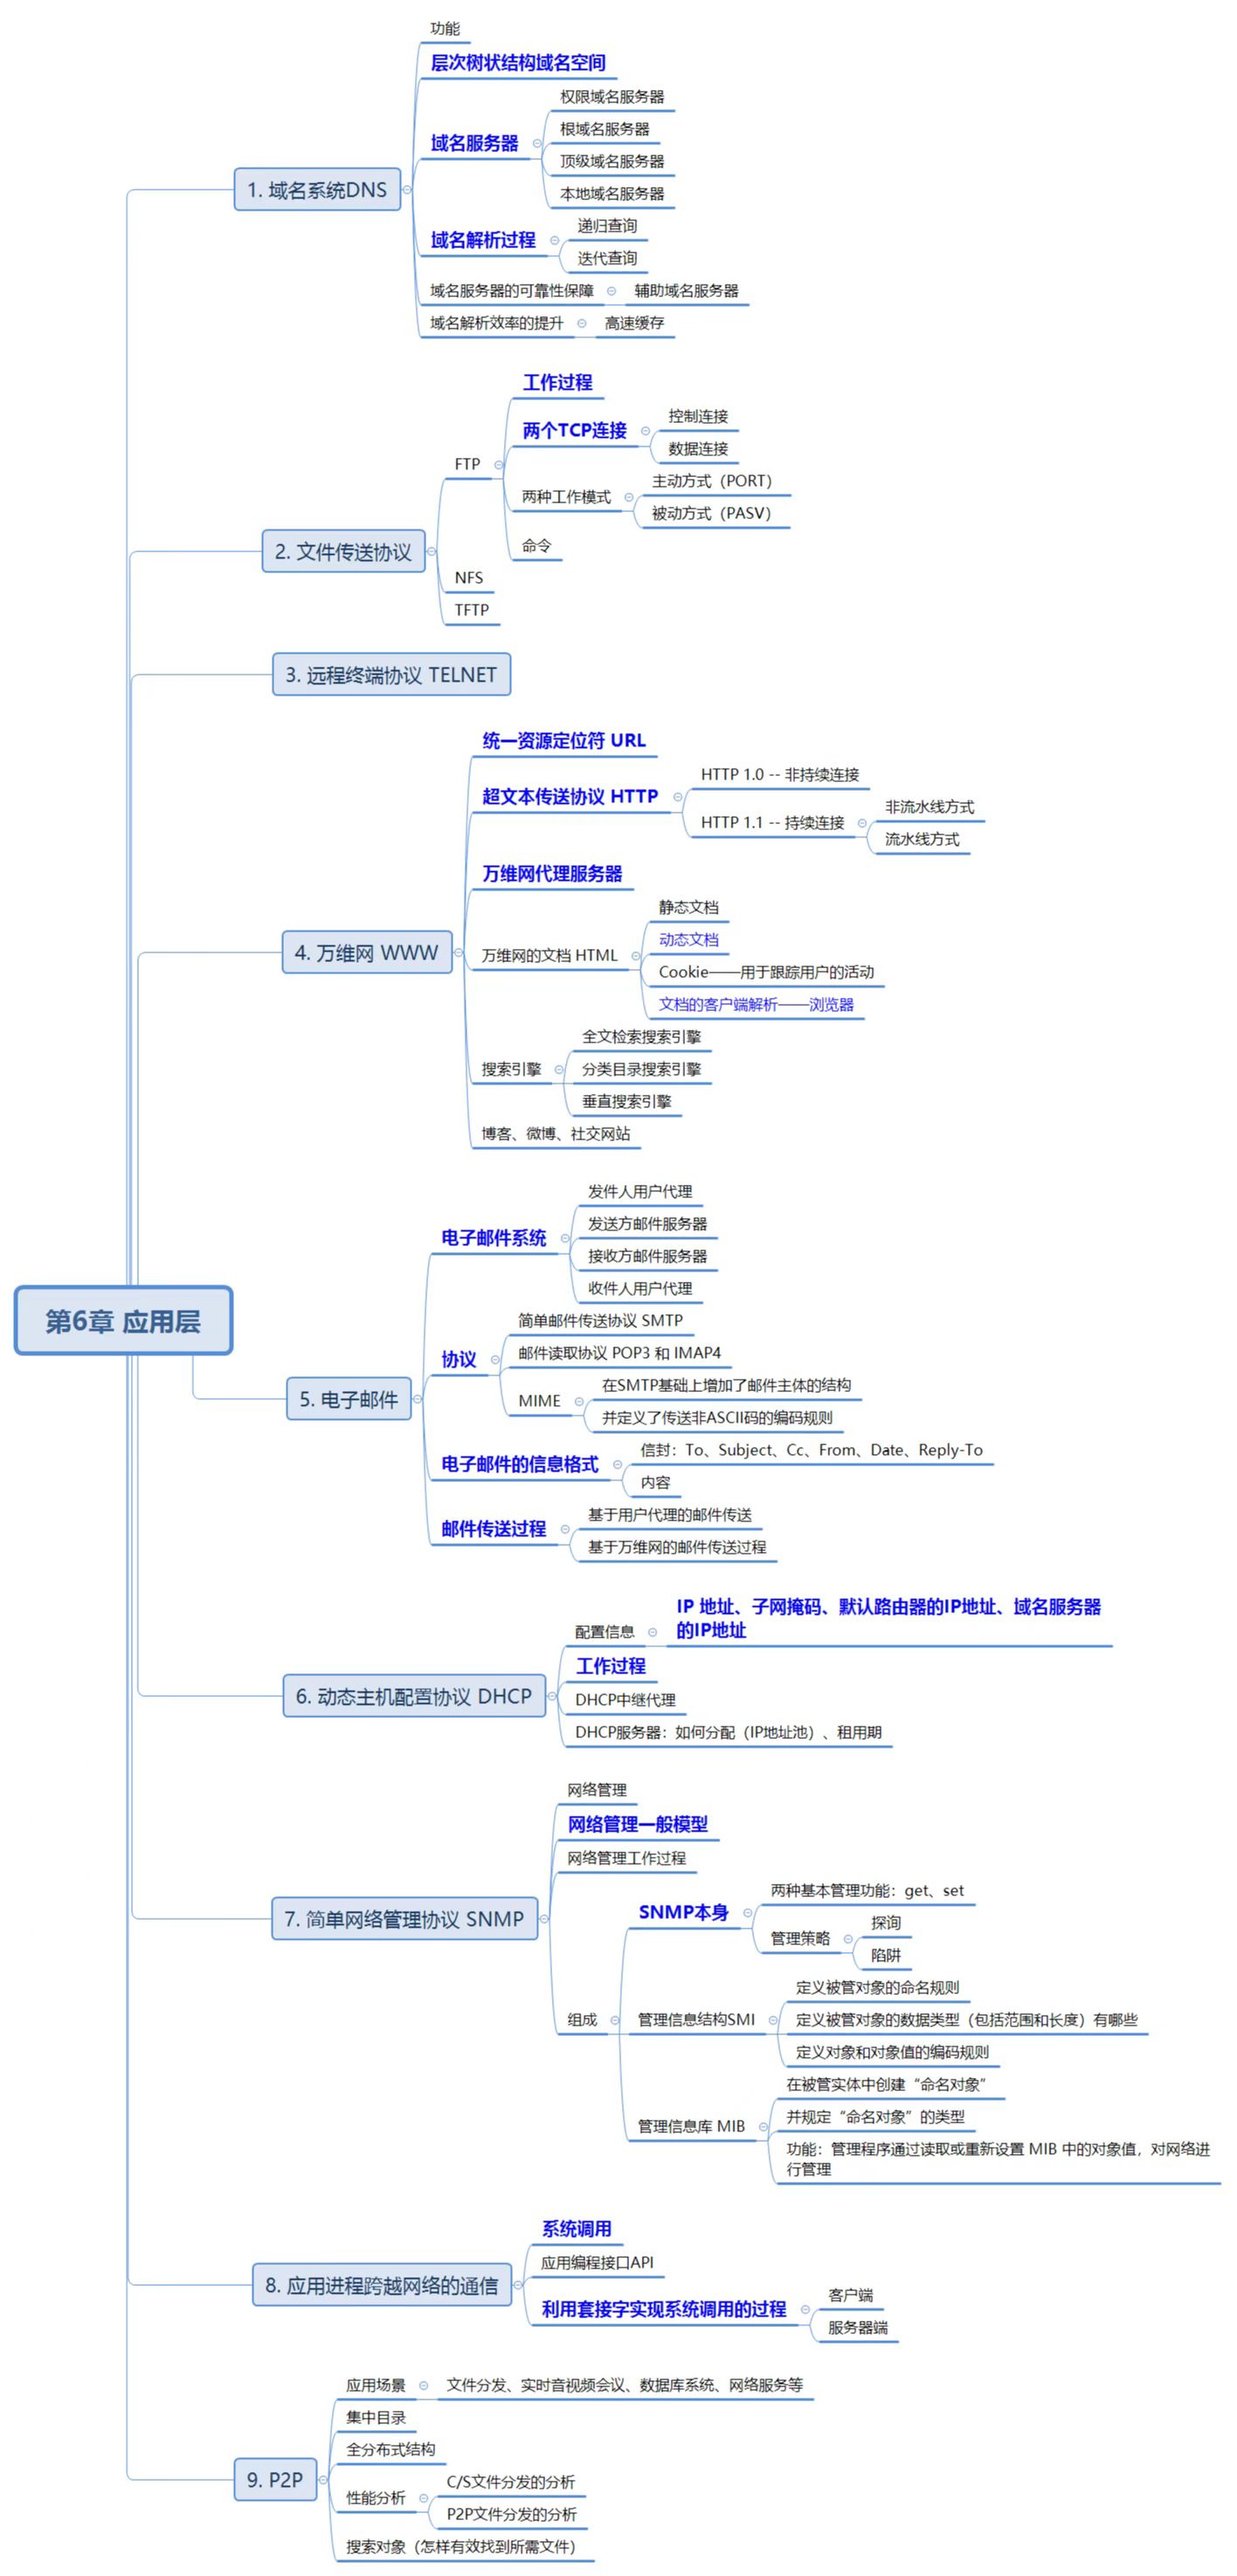 功能
层次树状结构域名空间
权限域名服务器
域名服务器
根域名服务器
顶级域名服务器
本地域名服务器
1. 域名系统DNS
递归查询
域名解析过程
迭代查询
域名服务器的可靠性保障
辅助域名服务器
域名解析效率的提升
高速缓存
工作过程
控制连接
两个TCP连接
数据连接
FTP
主动方式（PORT）
两种工作模式
被动方式（PASV）
命令
2. 文件传送协议
NFS
TFTP
3. 远程终端协议 TELNET
统一资源定位符 URL
HTTP 1.0 -- 非持续连接
超文本传送协议 HTTP
非流水线方式
HTTP 1.1 -- 持续连接
流水线方式
万维网代理服务器
静态文档
动态文档
4. 万维网 WWW
万维网的文档 HTML
Cookie——用于跟踪用户的活动
文档的客户端解析——浏览器
全文检索搜索引擎
搜索引擎
分类目录搜索引擎
垂直搜索引擎
博客、微博、社交网站
发件人用户代理
电子邮件系统
发送方邮件服务器
接收方邮件服务器
收件人用户代理
第6章 应用层
简单邮件传送协议 SMTP
协议
邮件读取协议 POP3 和 IMAP4
在SMTP基础上增加了邮件主体的结构
MIME
并定义了传送非ASCII码的编码规则
5. 电子邮件
信封：To、Subject、Cc、From、Date、Reply-To
电子邮件的信息格式
内容
基于用户代理的邮件传送
邮件传送过程
基于万维网的邮件传送过程
IP 地址、子网掩码、默认路由器的IP地址、域名服务器
的IP地址
配置信息
工作过程
6. 动态主机配置协议 DHCP
DHCP中继代理
DHCP服务器：如何分配（IP地址池）、租用期
网络管理
网络管理一般模型
网络管理工作过程
7. 简单网络管理协议 SNMP
两种基本管理功能：get、set
SNMP本身
探询
管理策略
陷阱
定义被管对象的命名规则
组成
管理信息结构SMI
定义被管对象的数据类型（包括范围和长度）有哪些
定义对象和对象值的编码规则
在被管实体中创建“命名对象”
管理信息库 MIB
并规定“命名对象”的类型
功能：管理程序通过读取或重新设置 MIB 中的对象值，对网络进
行管理
系统调用
应用编程接口API
8. 应用进程跨越网络的通信
客户端
利用套接字实现系统调用的过程
服务器端
应用场景
文件分发、实时音视频会议、数据库系统、网络服务等
集中目录
全分布式结构
9. P2P
C/S文件分发的分析
性能分析
P2P文件分发的分析
搜索对象（怎样有效找到所需文件）